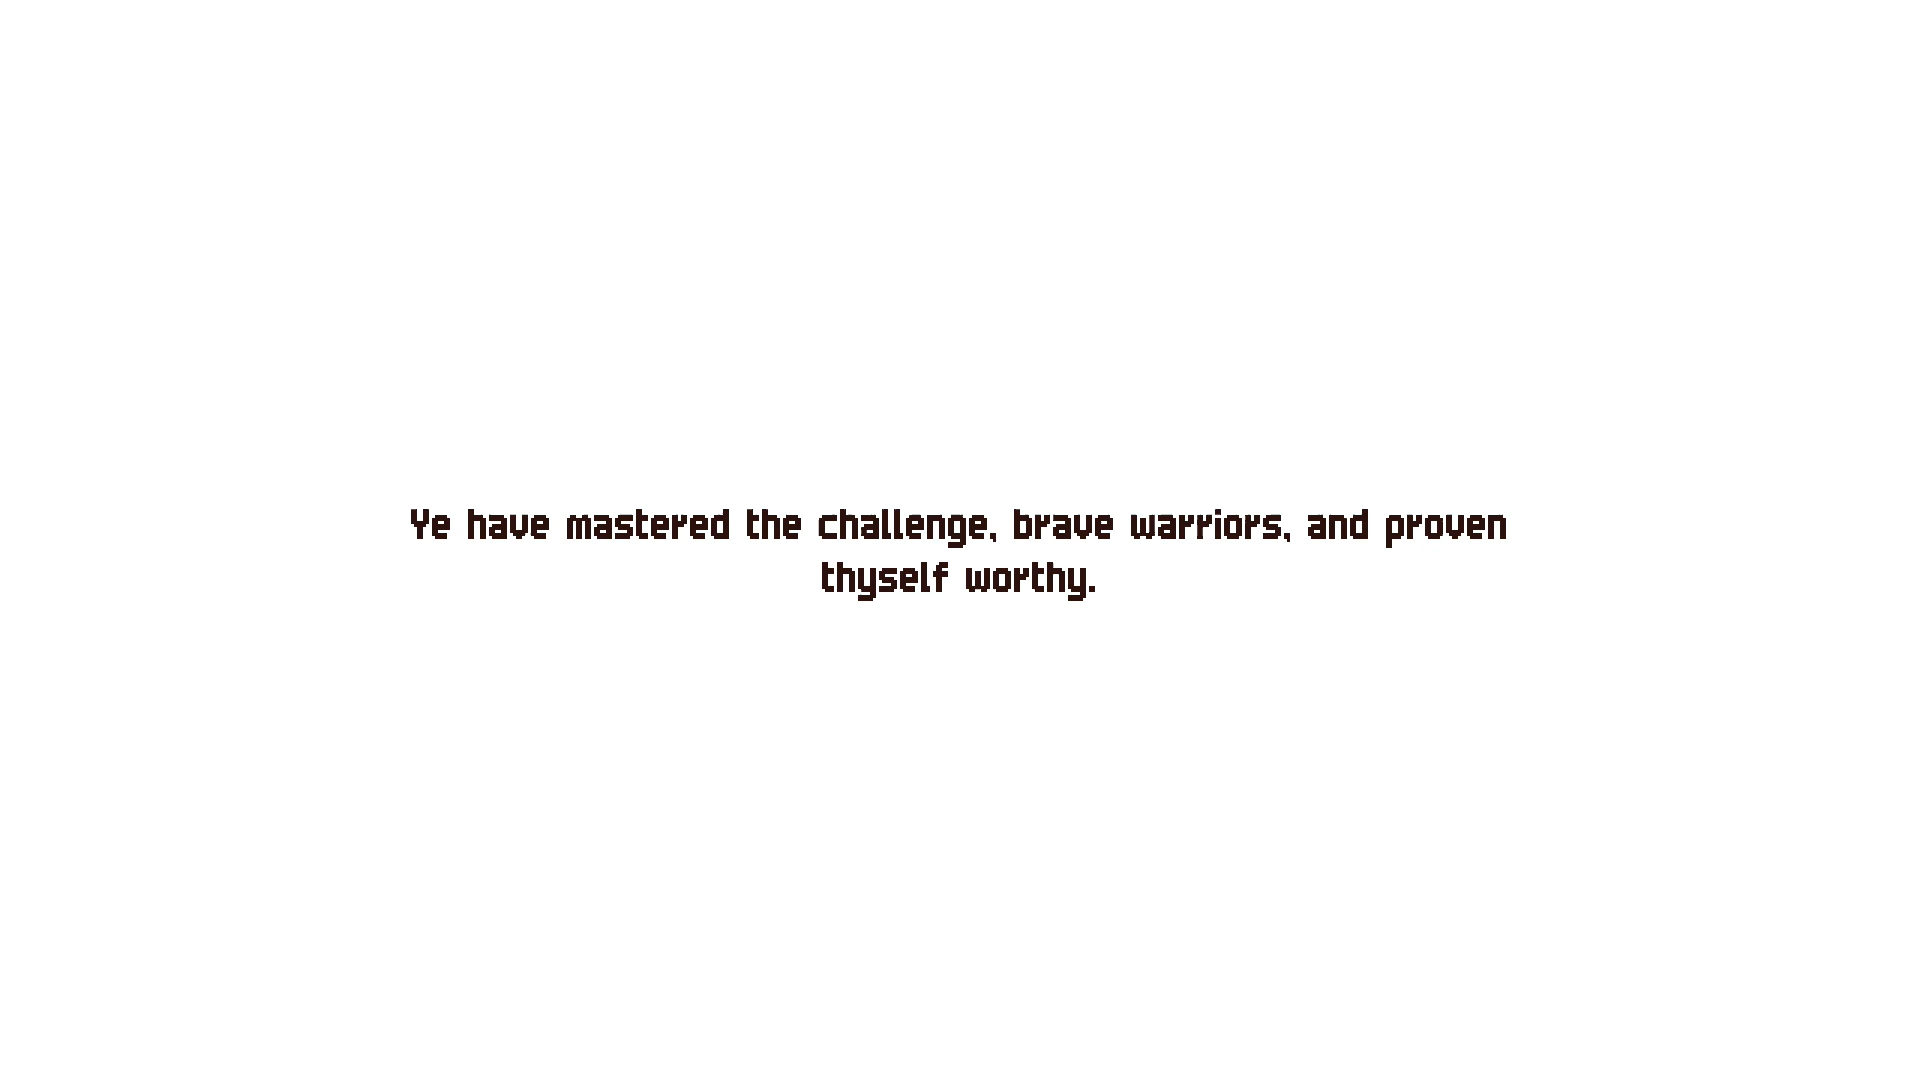 Ye have mastered the challenge, brave warriors, and proven
thyself worthy.